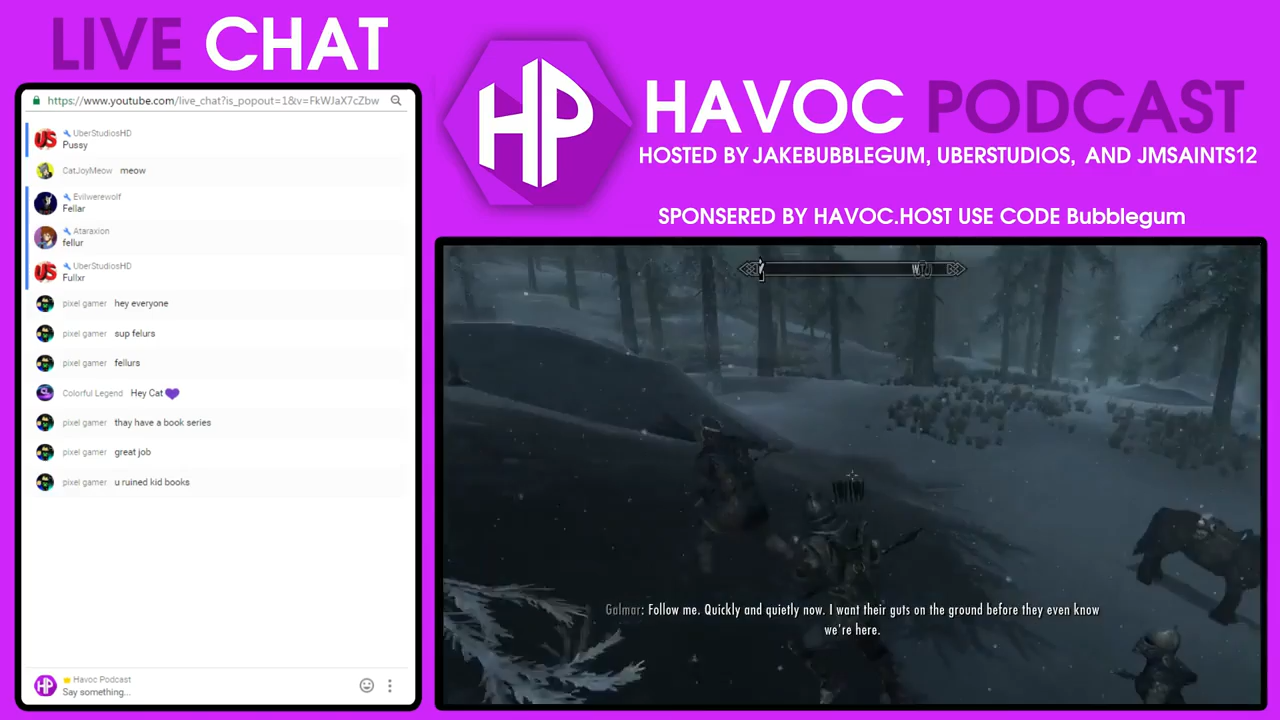 LIVE CHAT
https://www.youtube.com/live_chat?is_popout=1&v=FkWJaX7cZbw
UberStudiosHD
Pussy
CatJoyMeow meow
Evilwerewolf
Fellar
Ataraxion
fellur
UberStudiosHD
Fullxr
pixel gamer hey everyone
pixel gamer sup felurs
pixel gamer fellurs
Colorful Legend Hey Cat
pixel gamer thay have a book series
pixel gamer great job
pixel gamer u ruined kid books
HP Havoc Podcast
Say something...
HP
HAVOC PODCAST
HOSTED BY JAKEBUBBLEGUM, UBERSTUDIOS, AND JMSAINTS12
SPONSERED BY HAVOC.HOST USE CODE Bubblegum
W
Galmar: Follow me. Quickly and quietly now. I want their guts on the ground before they even know
we're here.